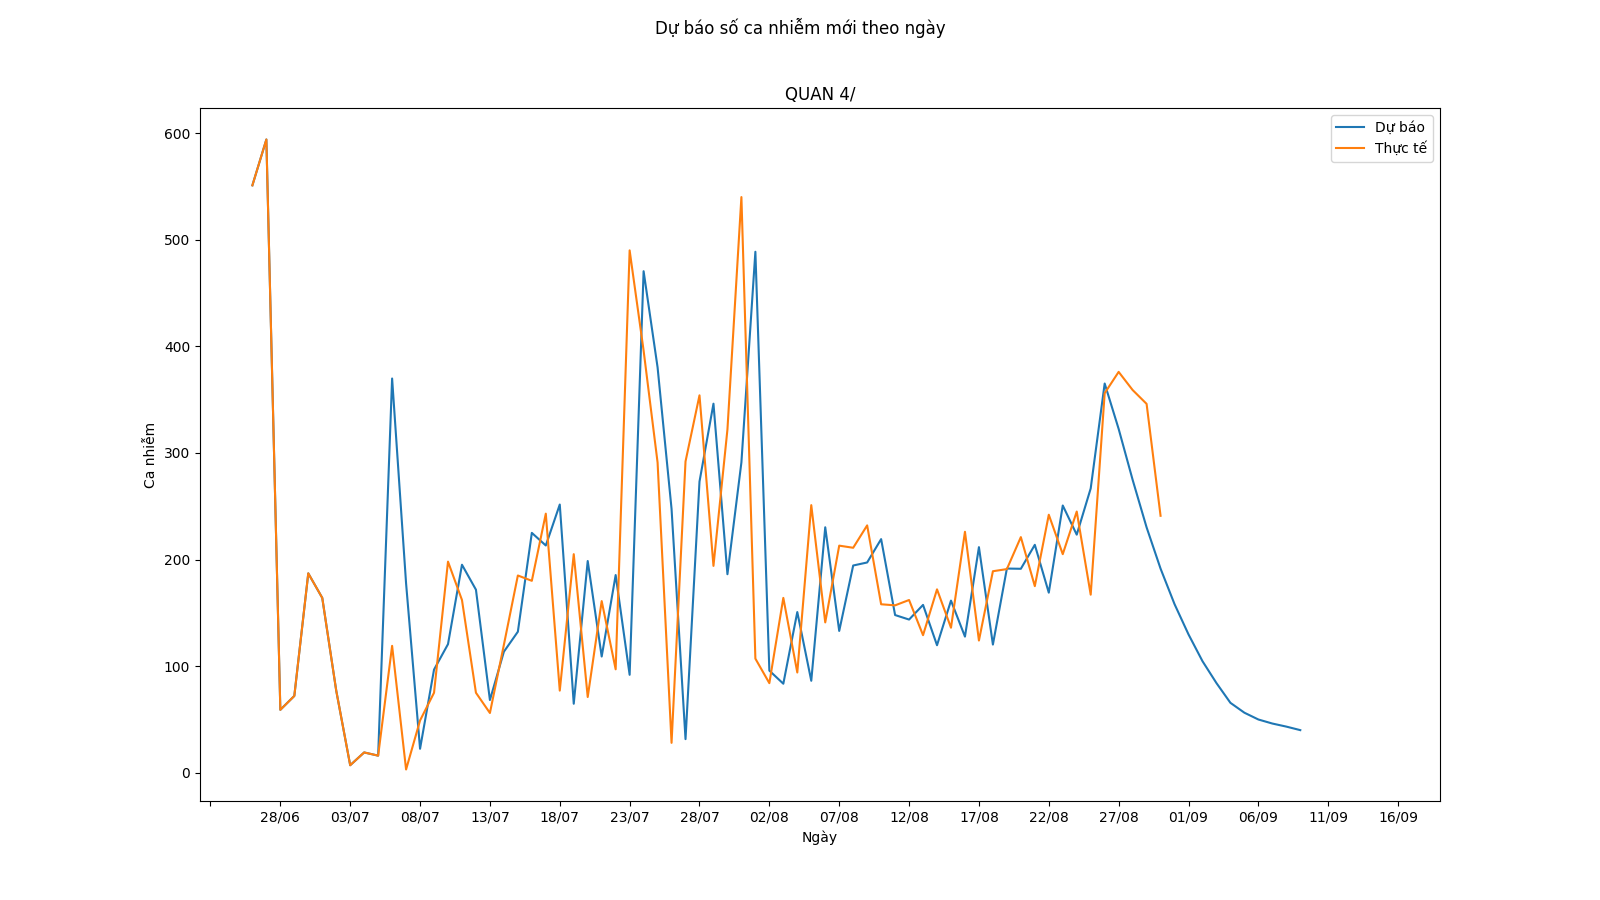 Dự báo số ca nhiễm mới theo ngày
QUAN 4/
Dự báo
Thực tế
600
500
400
300
200
100
0
Ca nhiễm
28/06 03/07 08/07 13/07 18/07 23/07 28/07 02/08 07/08 12/08 17/08 22/08 27/08 01/09 06/09 11/09 16/09
Ngày